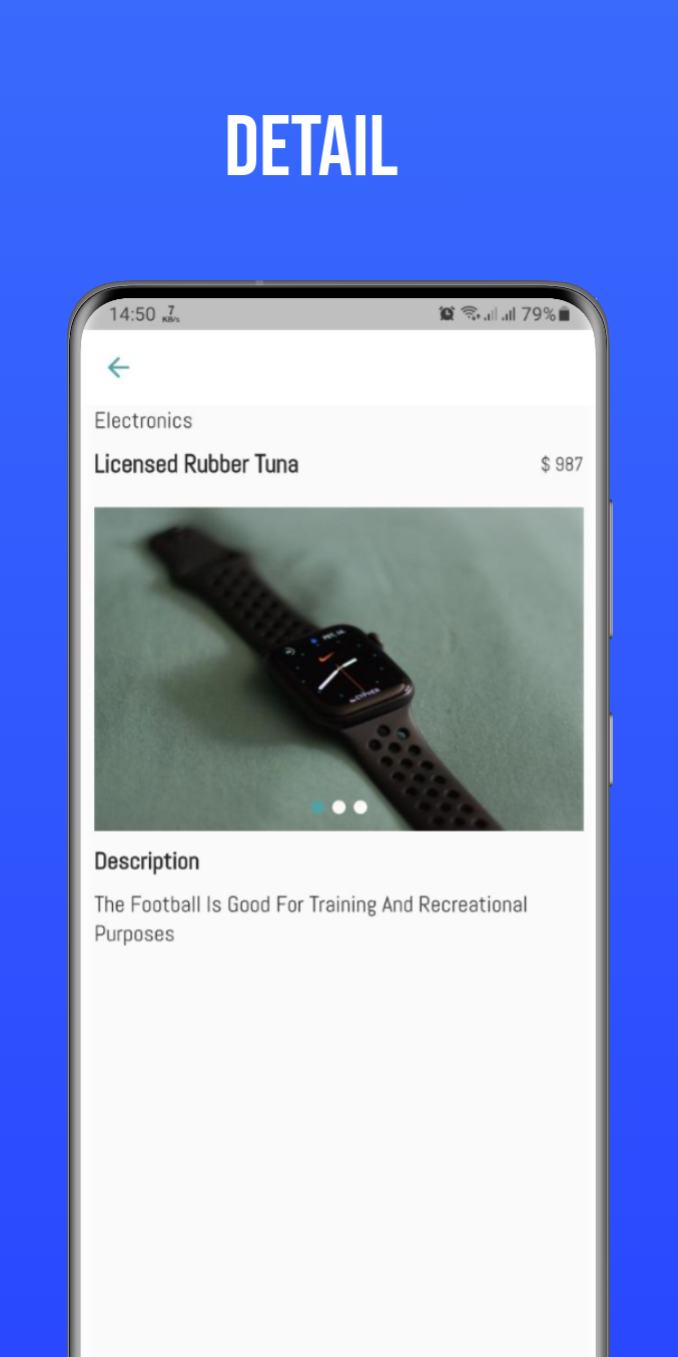 DETAIL
14:50 7 KB/s 79%
Electronics
Licensed Rubber Tuna $ 987
Description
The Football Is Good For Training And Recreational
Purposes